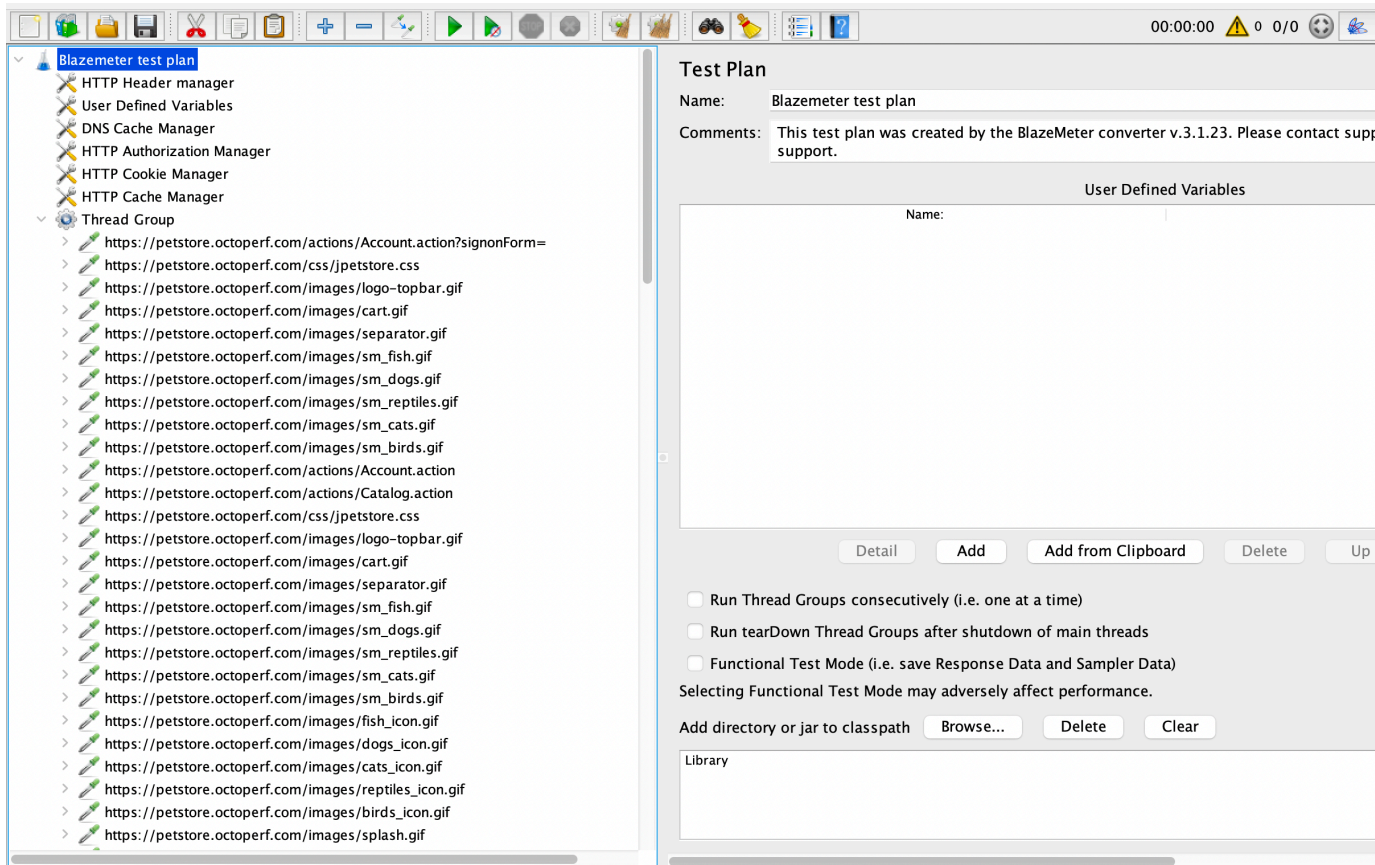 00:00:00 0 0/0
Blazemeter test plan
HTTP Header manager
User Defined Variables
DNS Cache Manager
HTTP Authorization Manager
HTTP Cookie Manager
HTTP Cache Manager
Thread Group
https://petstore.octoperf.com/actions/Account.action?signonForm=
https://petstore.octoperf.com/css/jpetstore.css
https://petstore.octoperf.com/images/logo-topbar.gif
https://petstore.octoperf.com/images/cart.gif
https://petstore.octoperf.com/images/separator.gif
https://petstore.octoperf.com/images/sm_fish.gif
https://petstore.octoperf.com/images/sm_dogs.gif
https://petstore.octoperf.com/images/sm_reptiles.gif
https://petstore.octoperf.com/images/sm_cats.gif
https://petstore.octoperf.com/images/sm_birds.gif
https://petstore.octoperf.com/actions/Account.action
https://petstore.octoperf.com/actions/Catalog.action
https://petstore.octoperf.com/css/jpetstore.css
https://petstore.octoperf.com/images/logo-topbar.gif
https://petstore.octoperf.com/images/cart.gif
https://petstore.octoperf.com/images/separator.gif
https://petstore.octoperf.com/images/sm_fish.gif
https://petstore.octoperf.com/images/sm_dogs.gif
https://petstore.octoperf.com/images/sm_reptiles.gif
https://petstore.octoperf.com/images/sm_cats.gif
https://petstore.octoperf.com/images/sm_birds.gif
https://petstore.octoperf.com/images/fish_icon.gif
https://petstore.octoperf.com/images/dogs_icon.gif
https://petstore.octoperf.com/images/cats_icon.gif
https://petstore.octoperf.com/images/reptiles_icon.gif
https://petstore.octoperf.com/images/birds_icon.gif
https://petstore.octoperf.com/images/splash.gif
Test Plan
Name: Blazemeter test plan
Comments: This test plan was created by the BlazeMeter converter v.3.1.23. Please contact supp
support.
User Defined Variables
Name:
Detail Add Add from Clipboard Delete Up
Run Thread Groups consecutively (i.e. one at a time)
Run tearDown Thread Groups after shutdown of main threads
Functional Test Mode (i.e. save Response Data and Sampler Data)
Selecting Functional Test Mode may adversely affect performance.
Add directory or jar to classpath Browse... Delete Clear
Library